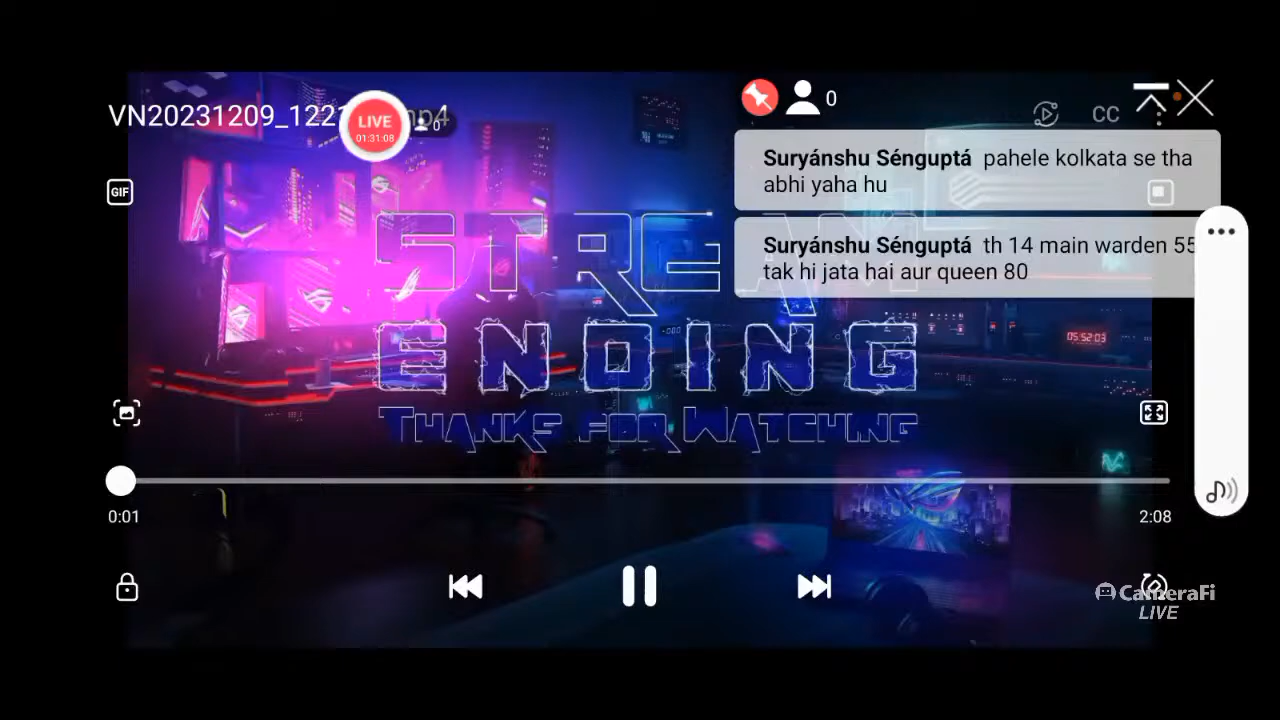 VN20231209_1221
mp4
LIVE
01:31:08
0
0
CC
GIF
Suryánshu Sénguptá pahele kolkata se tha
abhi yaha hu
Suryánshu Sénguptá th 14 main warden 55
tak hi jata hai aur queen 80
STREAM
ENDING
THANKS FOR WATCHING
05:52:03
0:01
2:08
CameraFi
LIVE